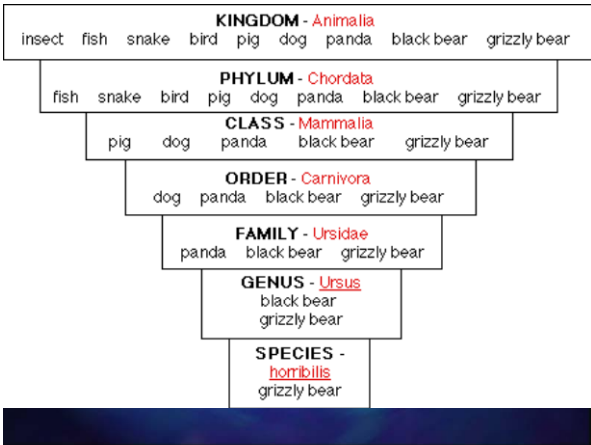 KINGDOM - Animalia
insect fish snake bird pig dog panda black bear grizzly bear
PHYLUM - Chordata
fish snake bird pig dog panda black bear grizzly bear
CLASS - Mammalia
pig dog panda black bear grizzly bear
ORDER - Carnivora
dog panda black bear grizzly bear
FAMILY - Ursidae
panda black bear grizzly bear
GENUS - Ursus
black bear
grizzly bear
SPECIES -
horribilis
grizzly bear